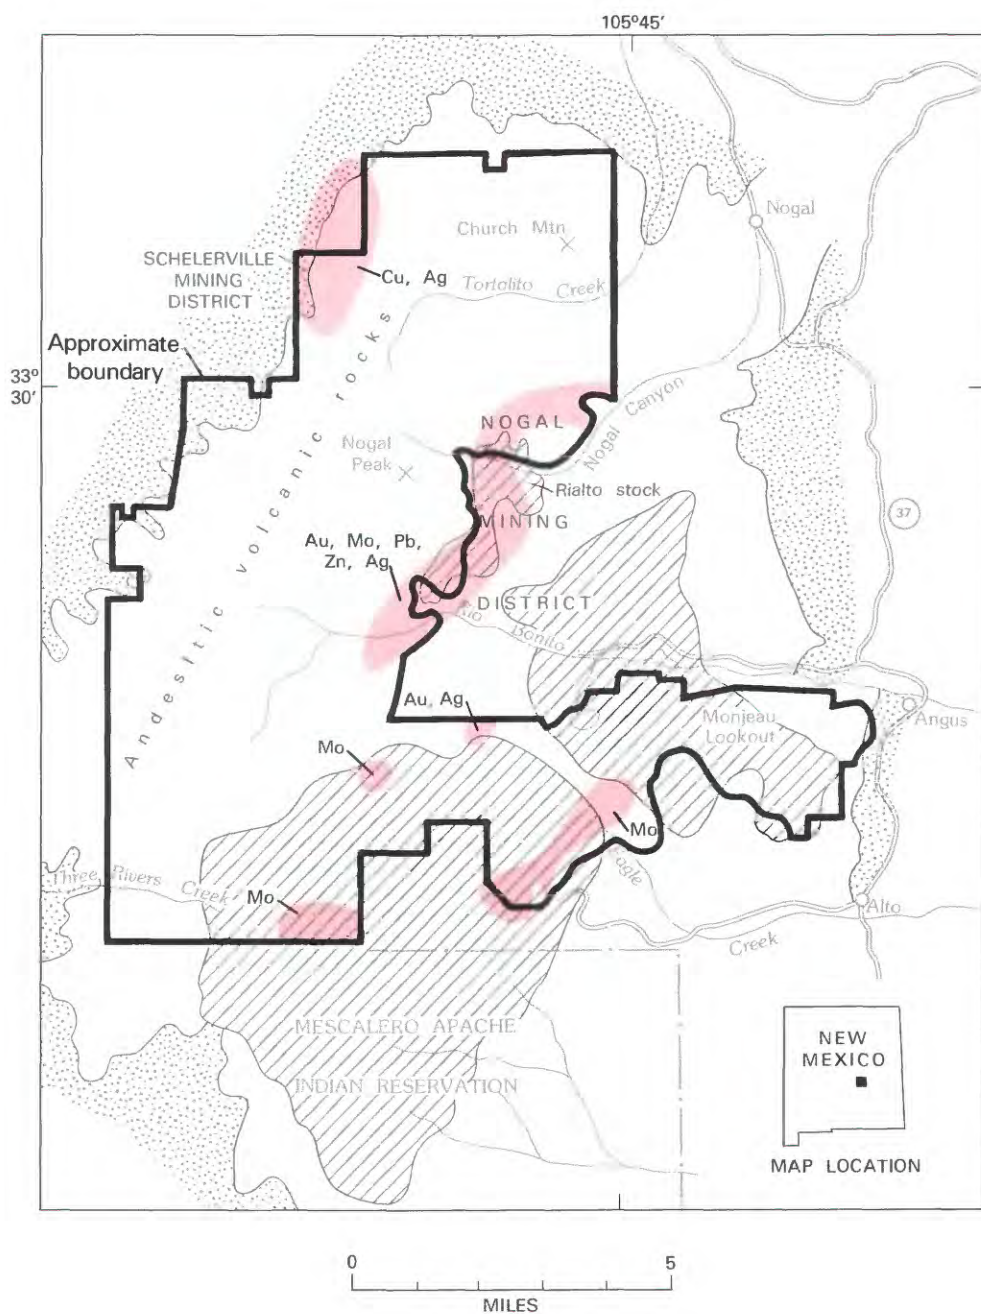 105°45'
Nogal
Church Mtn
SCHELERVILLE
MINING
DISTRICT
Cu, Ag
Tortolito Creek
Approximate
boundary
33°
30'
Andesitic volcanic rocks
NOGAL
Nogal Canyon
Nogal
Peak
Rialto stock
37
MINING
Au, Mo, Pb,
Zn, Ag
DISTRICT
Rio Bonito
Au, Ag
Monjeau
Lookout
Angus
Mo
Mo
Eagle
Three Rivers
Creek
Mo
Alto
Creek
MESCALERO APACHE
INDIAN RESERVATION
NEW
MEXICO
MAP LOCATION
0 5
MILES